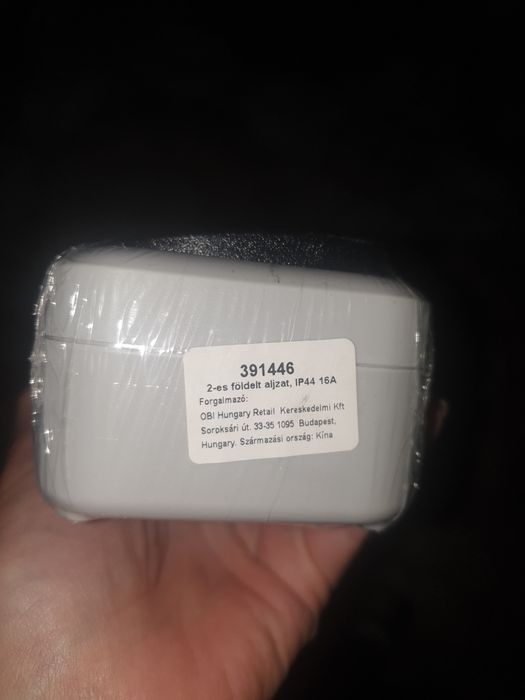 391446
2-es földelt aljzat, IP44 16A
Forgalmazó:
OBI Hungary Retail Kereskedelmi Kft
Soroksári út. 33-35 1095 Budapest,
Hungary. Származási ország: Kína